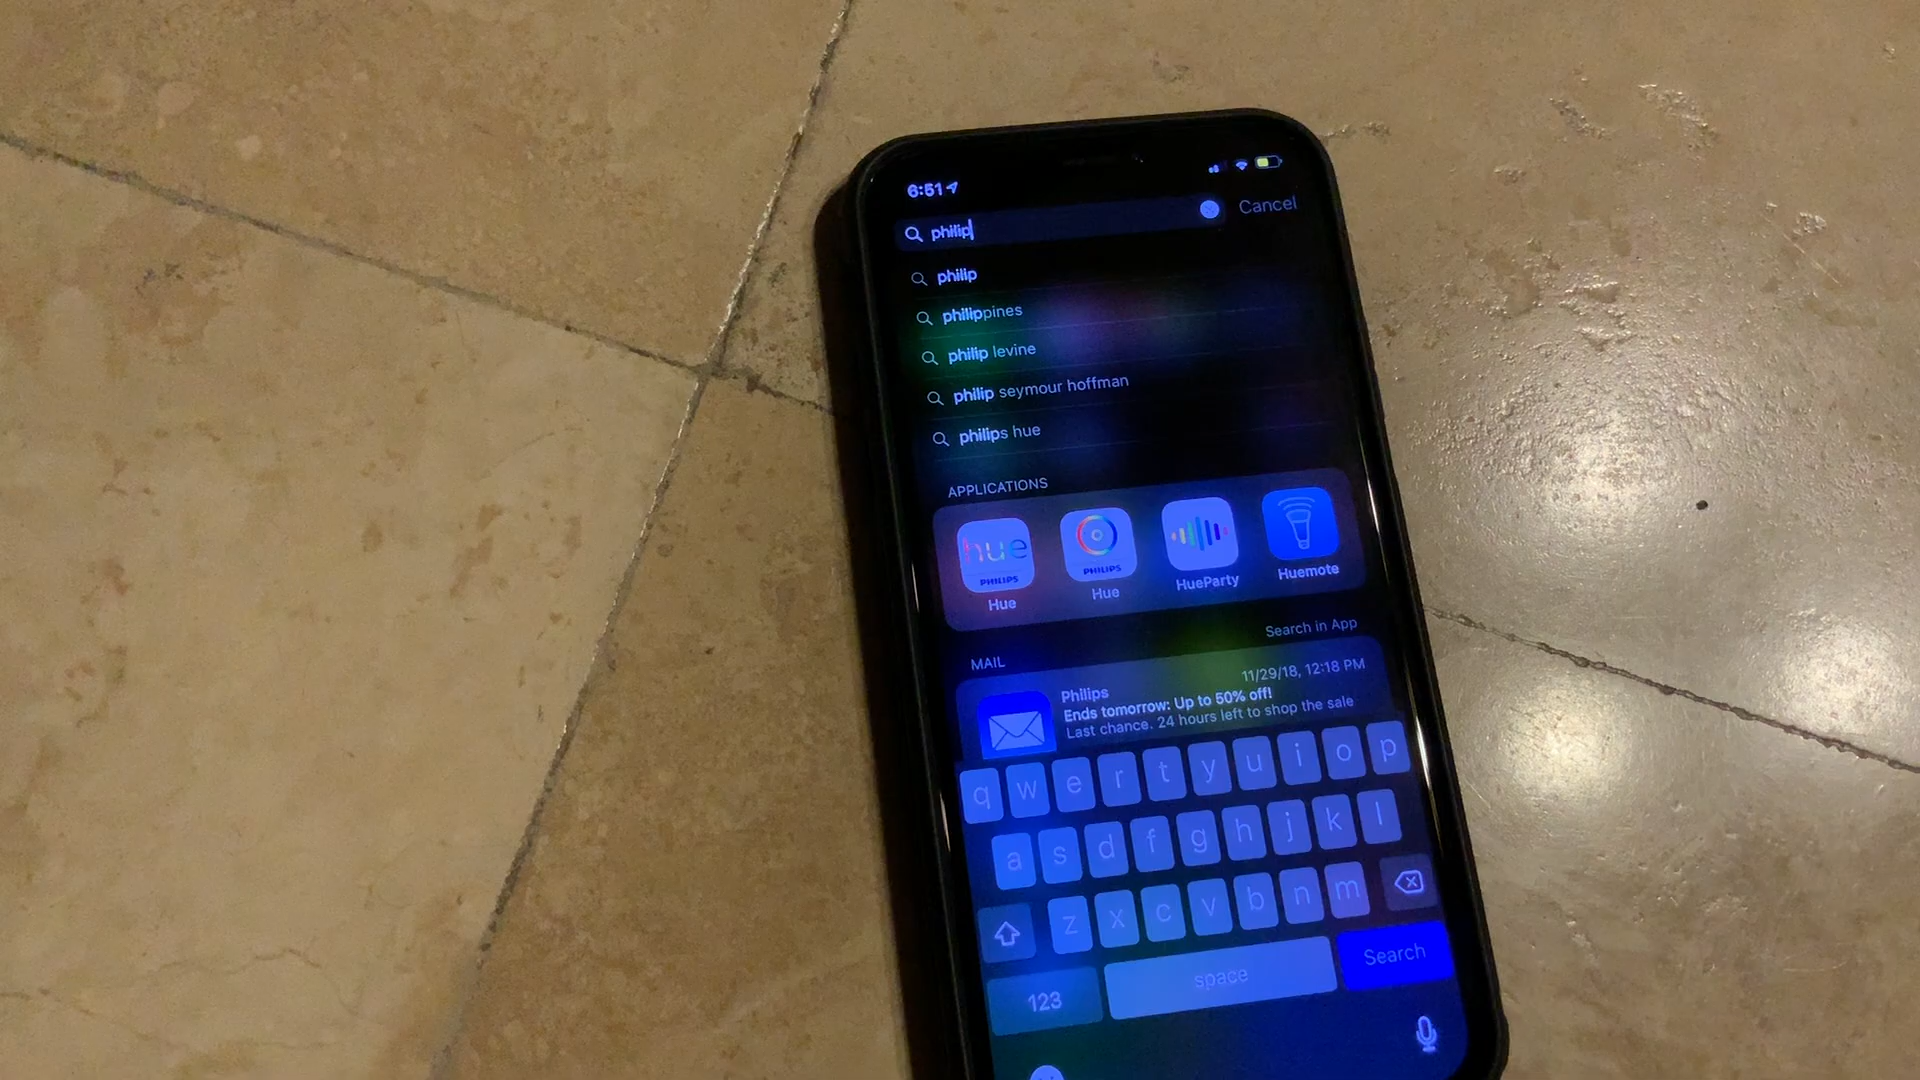 6:51
philip
Cancel
philip
philippines
philip levine
philip seymour hoffman
philips hue
APPLICATIONS
hue
PHILIPS
PHILIPS
Hue
Hue
HueParty
Huemote
MAIL
Search in App
Philips
11/29/18, 12:18 PM
Ends tomorrow: Up to 50% off!
Last chance. 24 hours left to shop the sale
q w e r t y u i o p
a s d f g h j k l
z x c v b n m
123
space
Search